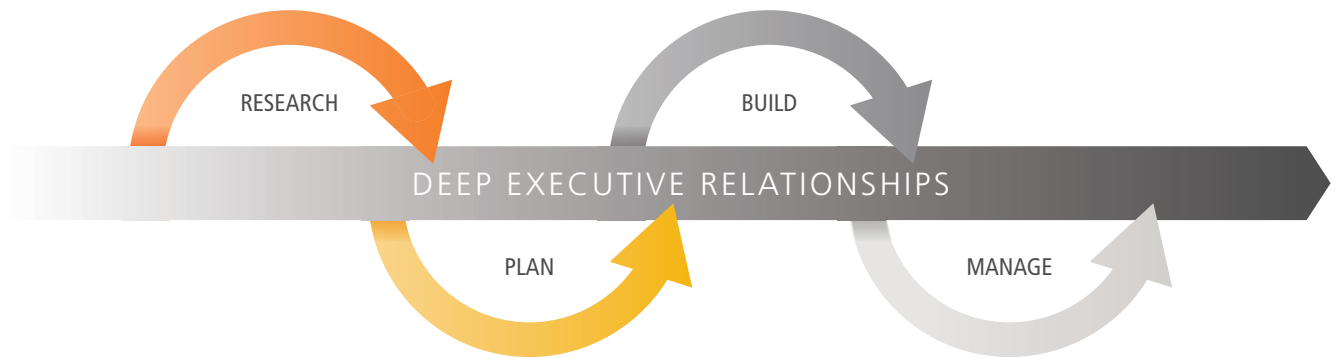 RESEARCH
BUILD
DEEP EXECUTIVE RELATIONSHIPS
PLAN
MANAGE